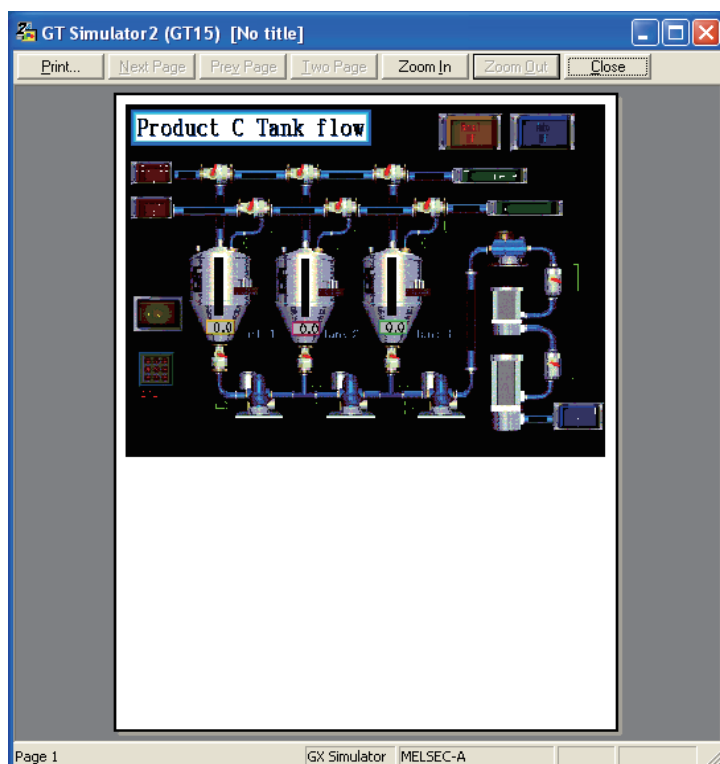 GT Simulator2 (GT15) [No title]
Print... Next Page Prev Page Two Page Zoom In Zoom Out Close
Product C Tank flow
0.0 0.0 0.0
Page 1 GX Simulator MELSEC-A